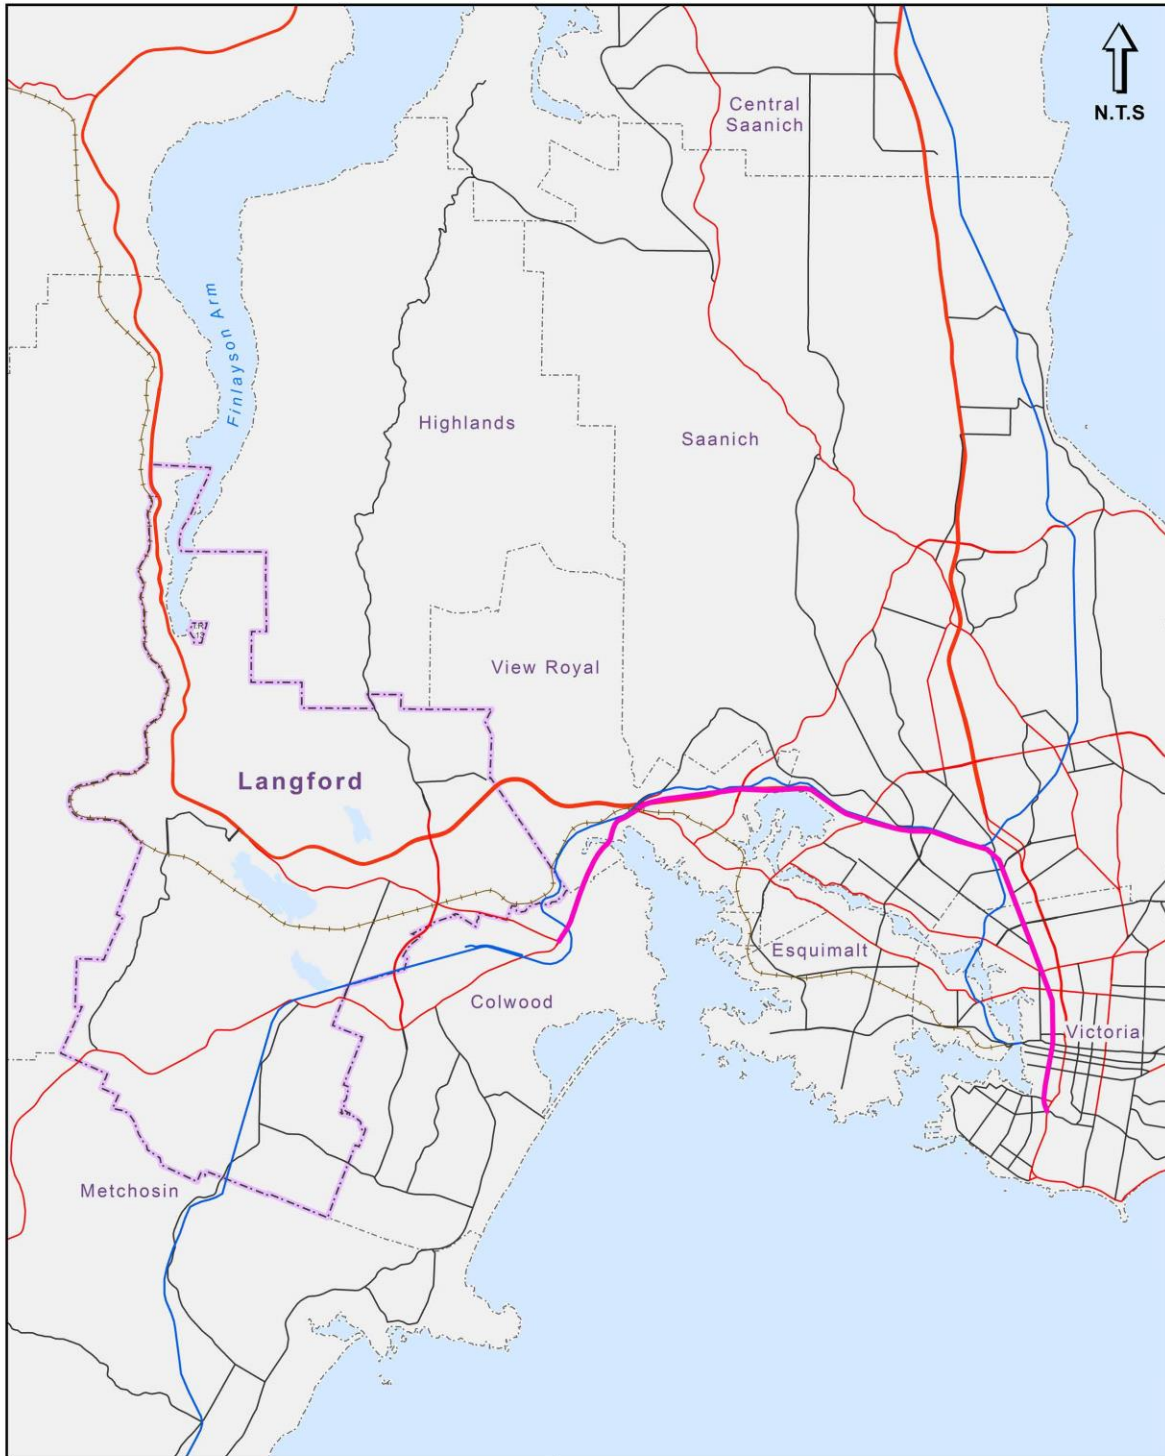 N.T.S
Central
Saanich
Finlayson Arm
Highlands
Saanich
View Royal
Langford
Esquimalt
Colwood
Victoria
Metchosin